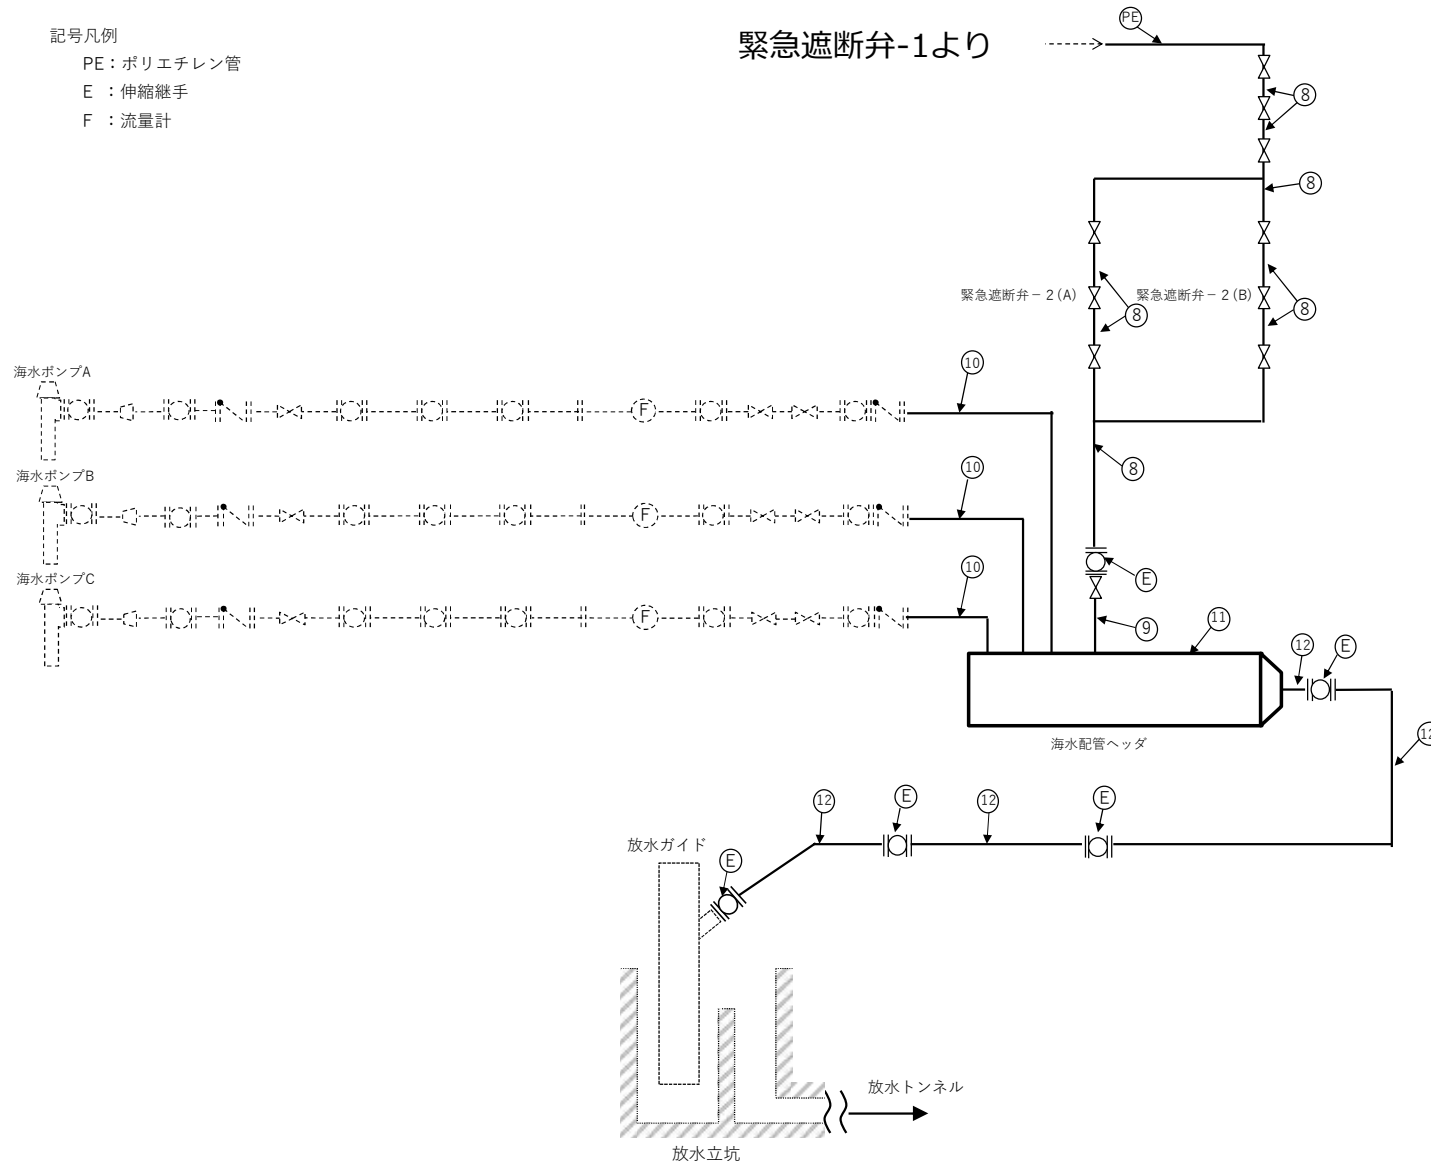 記号凡例
PE：ポリエチレン管
E ：伸縮継手
F ：流量計
緊急遮断弁-1より
PE
8
8
緊急遮断弁－２(A)
緊急遮断弁－２(B)
8
8
海水ポンプA
F
10
海水ポンプB
F
10
8
海水ポンプC
F
10
E
9
11
12
E
海水配管ヘッダ
12
12
E
12
E
放水ガイド
E
放水トンネル
放水立坑